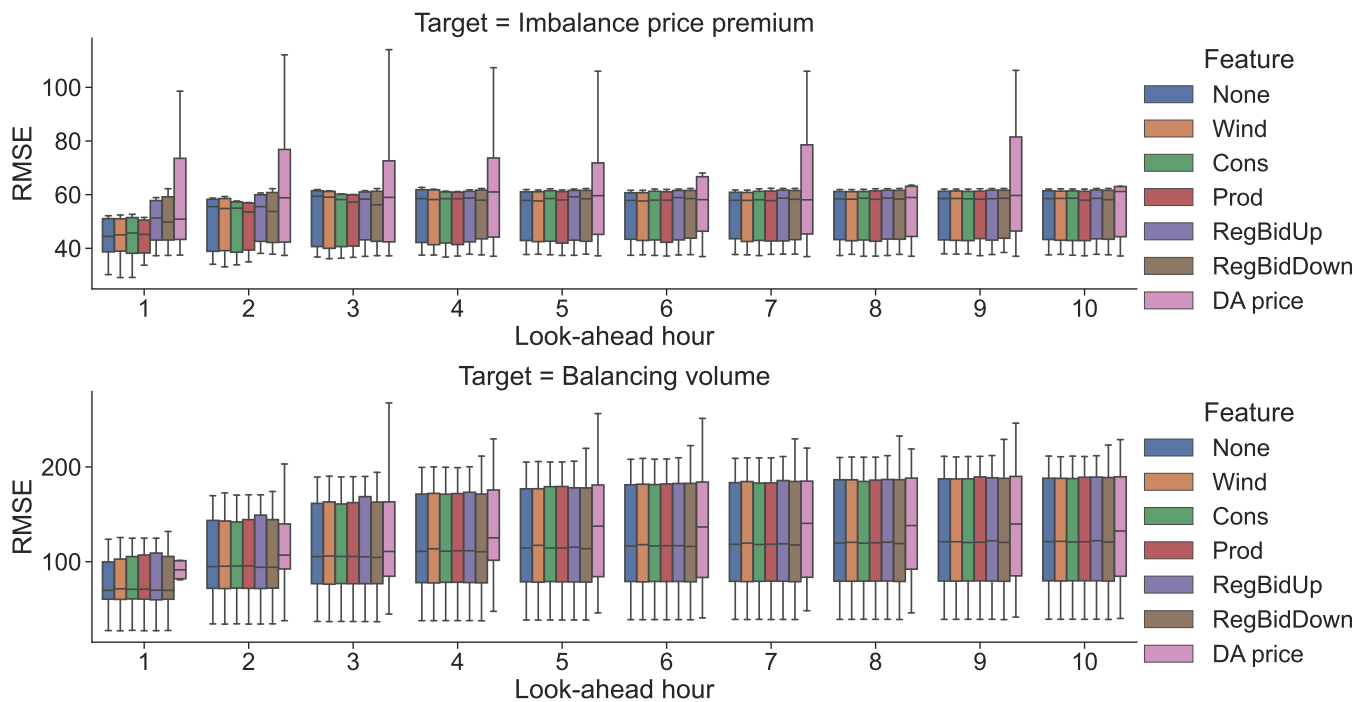 Target = Imbalance price premium
RMSE
100
80
60
40
1 2 3 4 5 6 7 8 9 10
Look-ahead hour
Feature
None
Wind
Cons
Prod
RegBidUp
RegBidDown
DA price
Target = Balancing volume
RMSE
200
100
1 2 3 4 5 6 7 8 9 10
Look-ahead hour
Feature
None
Wind
Cons
Prod
RegBidUp
RegBidDown
DA price